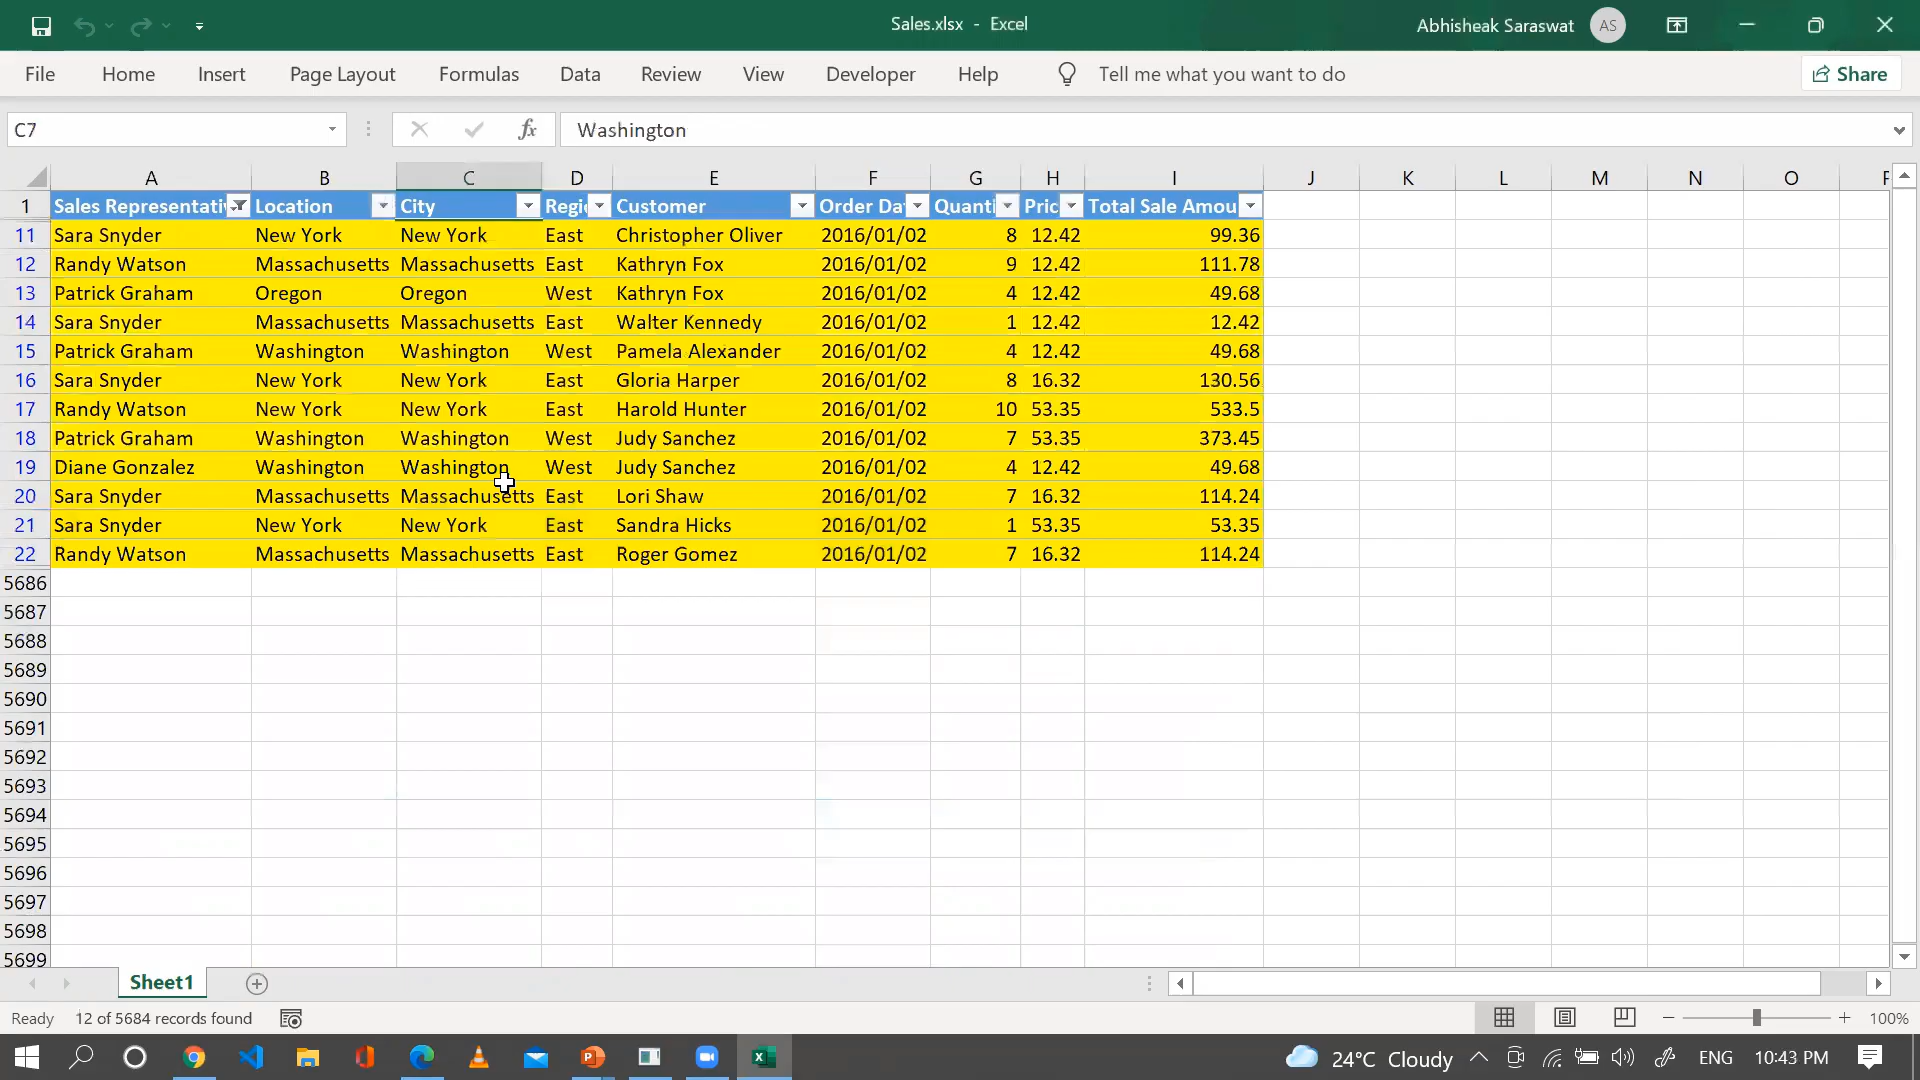 Sales.xlsx - Excel
Abhisheak Saraswat AS
File Home Insert Page Layout Formulas Data Review View Developer Help Tell me what you want to do Share
C7 fx Washington
A B C D E F G H I J K L M N O
1 Sales Representati Location City Regi Customer Order Da Quanti Pric Total Sale Amou
11 Sara Snyder New York New York East Christopher Oliver 2016/01/02 8 12.42 99.36
12 Randy Watson Massachusetts Massachusetts East Kathryn Fox 2016/01/02 9 12.42 111.78
13 Patrick Graham Oregon Oregon West Kathryn Fox 2016/01/02 4 12.42 49.68
14 Sara Snyder Massachusetts Massachusetts East Walter Kennedy 2016/01/02 1 12.42 12.42
15 Patrick Graham Washington Washington West Pamela Alexander 2016/01/02 4 12.42 49.68
16 Sara Snyder New York New York East Gloria Harper 2016/01/02 8 16.32 130.56
17 Randy Watson New York New York East Harold Hunter 2016/01/02 10 53.35 533.5
18 Patrick Graham Washington Washington West Judy Sanchez 2016/01/02 7 53.35 373.45
19 Diane Gonzalez Washington Washington West Judy Sanchez 2016/01/02 4 12.42 49.68
20 Sara Snyder Massachusetts Massachusetts East Lori Shaw 2016/01/02 7 16.32 114.24
21 Sara Snyder New York New York East Sandra Hicks 2016/01/02 1 53.35 53.35
22 Randy Watson Massachusetts Massachusetts East Roger Gomez 2016/01/02 7 16.32 114.24
5686
5687
5688
5689
5690
5691
5692
5693
5694
5695
5696
5697
5698
5699
Sheet1
Ready 12 of 5684 records found 100%
24°C Cloudy ENG 10:43 PM